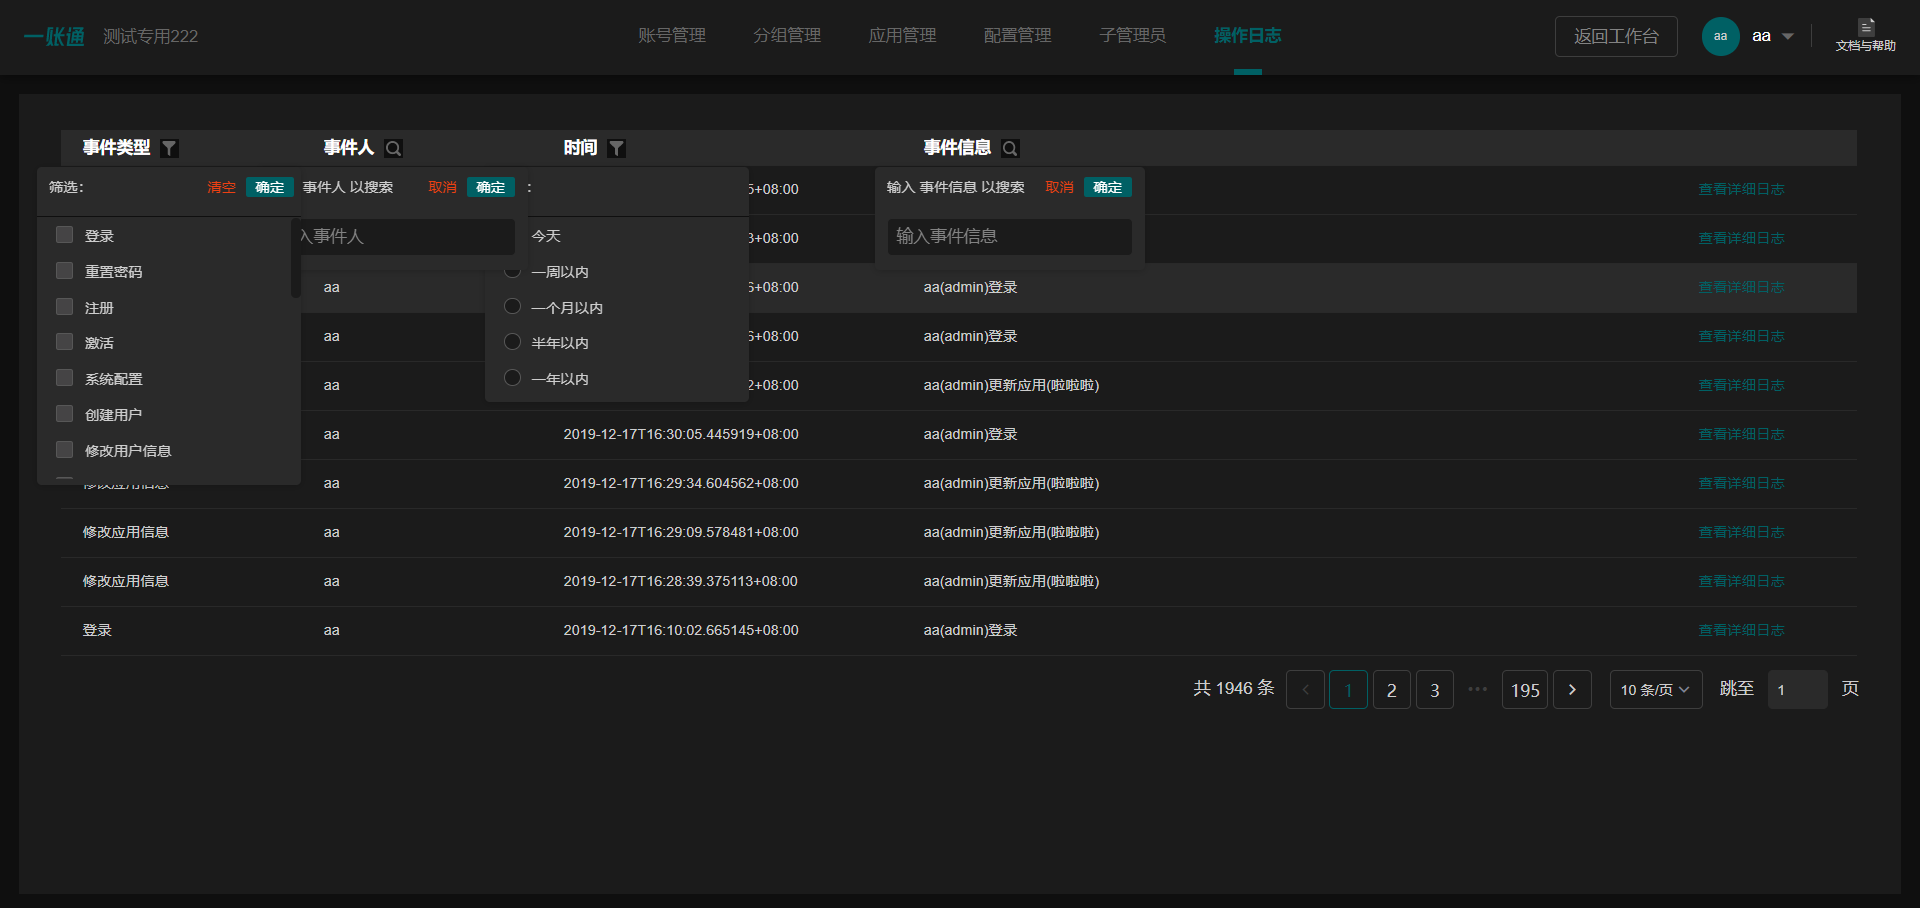 一账通 测试专用222 账号管理 分组管理 应用管理 配置管理 子管理员 操作日志 返回工作台 aa aa 文档与帮助
事件类型 事件人 时间 事件信息
筛选: 清空 确定 事件人 以搜索 取消 确定 : 5+08:00 输入 事件信息 以搜索 取消 确定 查看详细日志
登录 入事件人 今天 3+08:00 输入事件信息 查看详细日志
重置密码 一周以内
aa 6+08:00 aa(admin)登录 查看详细日志
注册 一个月以内
激活 aa 半年以内 6+08:00 aa(admin)登录 查看详细日志
系统配置 aa 一年以内 2+08:00 aa(admin)更新应用(啦啦啦) 查看详细日志
创建用户
aa 2019-12-17T16:30:05.445919+08:00 aa(admin)登录 查看详细日志
修改用户信息
修改应用信息 aa 2019-12-17T16:29:34.604562+08:00 aa(admin)更新应用(啦啦啦) 查看详细日志
修改应用信息 aa 2019-12-17T16:29:09.578481+08:00 aa(admin)更新应用(啦啦啦) 查看详细日志
修改应用信息 aa 2019-12-17T16:28:39.375113+08:00 aa(admin)更新应用(啦啦啦) 查看详细日志
登录 aa 2019-12-17T16:10:02.665145+08:00 aa(admin)登录 查看详细日志
共 1946 条 < 1 2 3 ••• 195 > 10 条/页 跳至 1 页